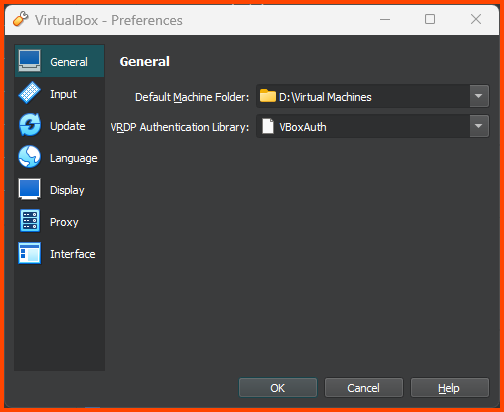 VirtualBox - Preferences
General
Input
Update
Language
Display
Proxy
Interface
General
Default Machine Folder: D:\Virtual Machines
VRDP Authentication Library: VBoxAuth
OK Cancel Help